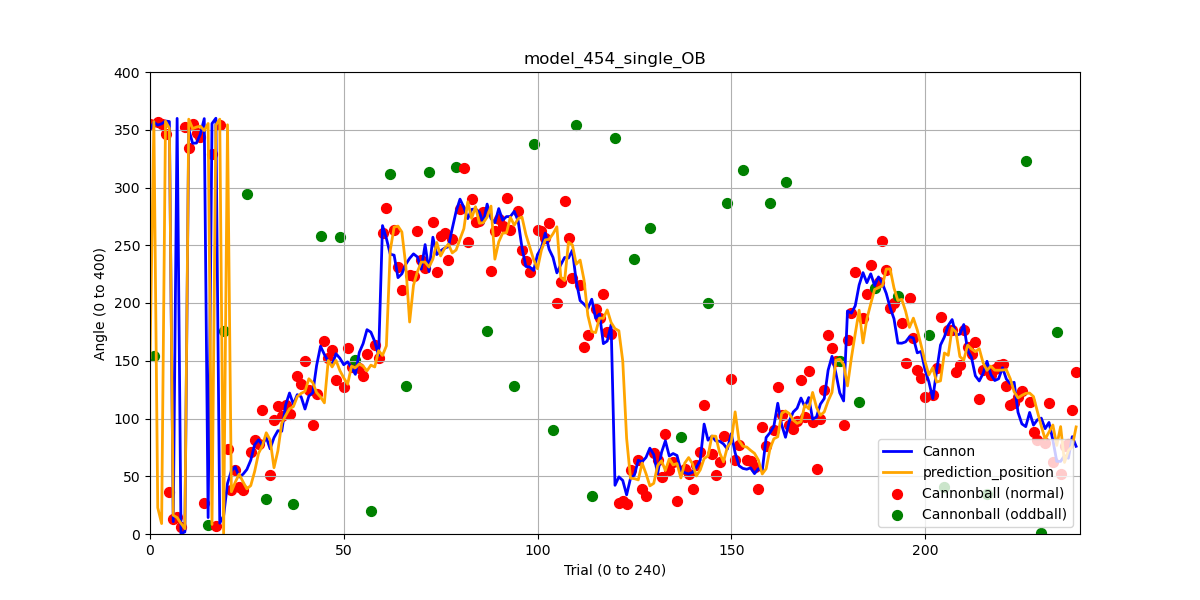 model_454_single_OB
400
350
300
250
200
150
100
50
0
Angle (0 to 400)
0
50
100
150
200
Trial (0 to 240)
Cannon
prediction_position
Cannonball (normal)
Cannonball (oddball)